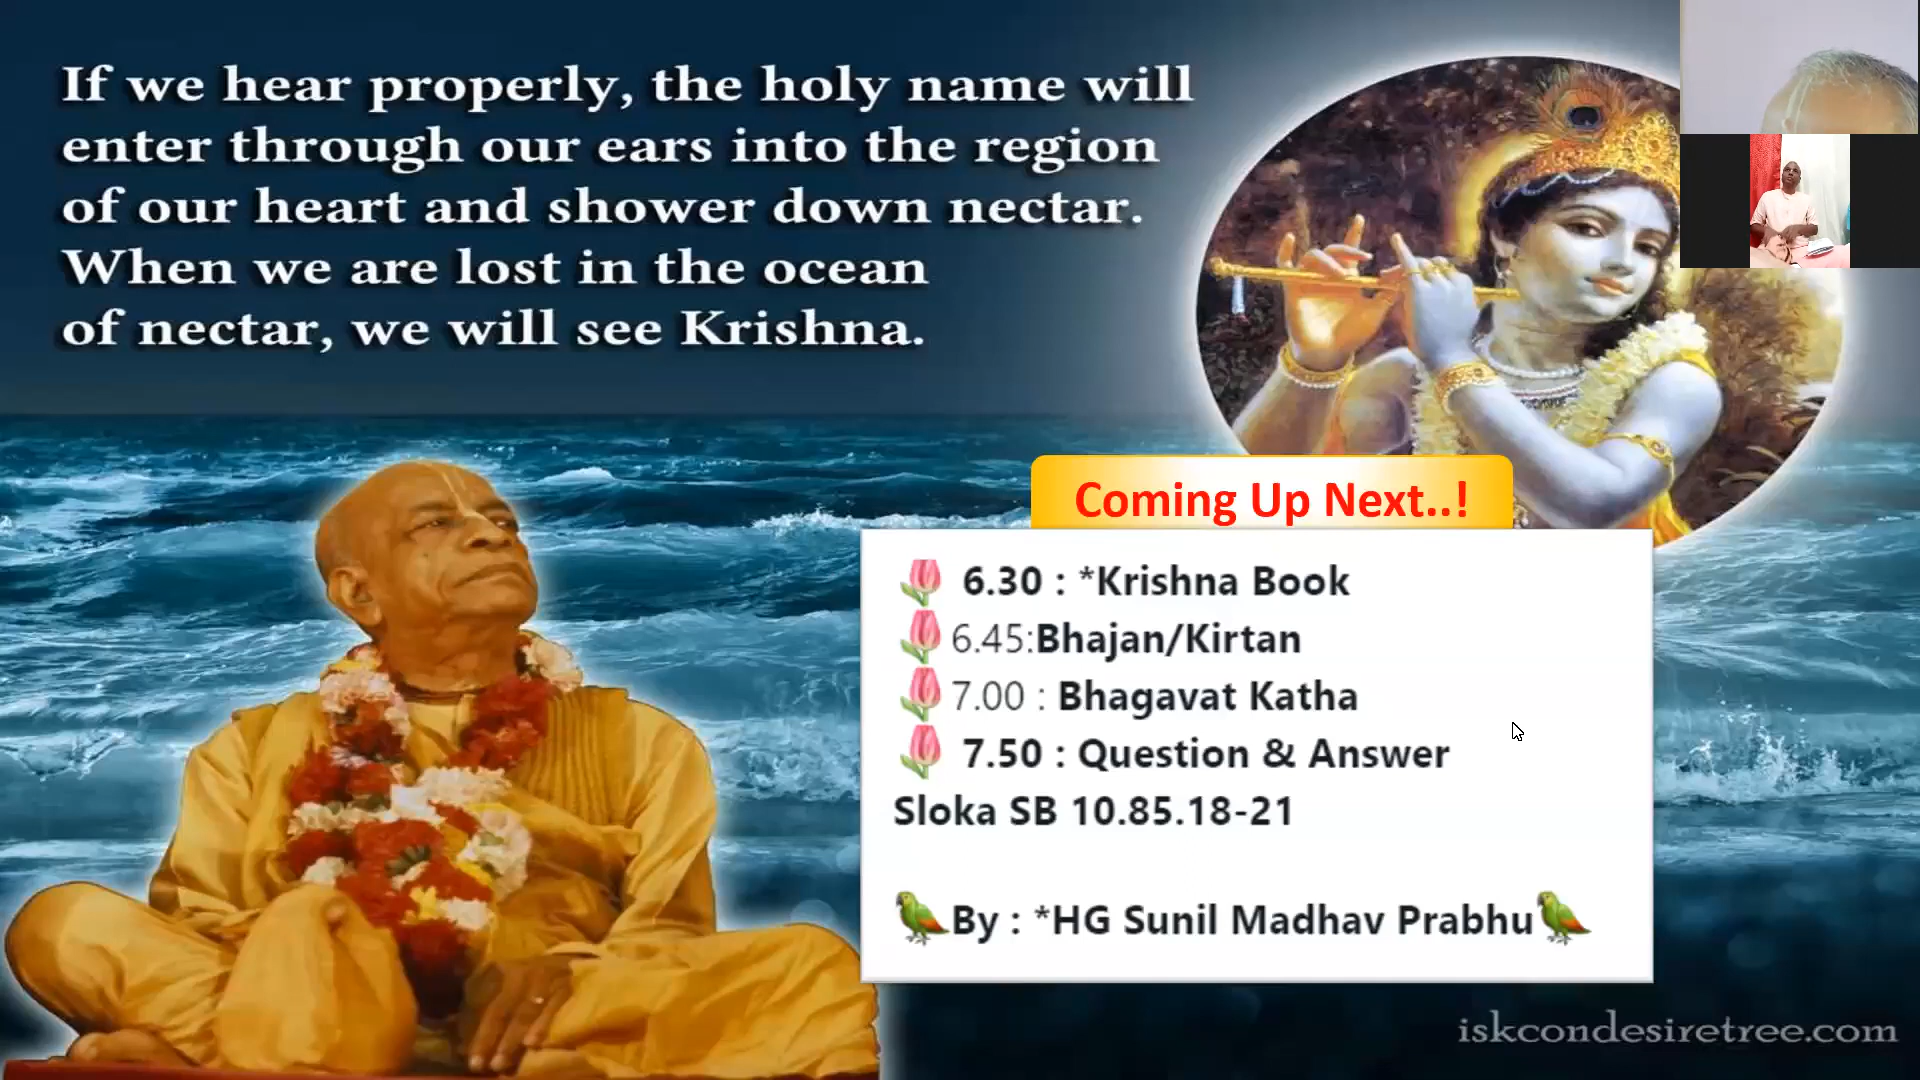 If we hear properly, the holy name will
enter through our ears into the region
of our heart and shower down nectar.
When we are lost in the ocean
of nectar, we will see Krishna.
Coming Up Next..!
6.30 : *Krishna Book
6.45:Bhajan/Kirtan
7.00 : Bhagavat Katha
7.50 : Question & Answer
Sloka SB 10.85.18-21
By : *HG Sunil Madhav Prabhu
iskcondesiretree.com